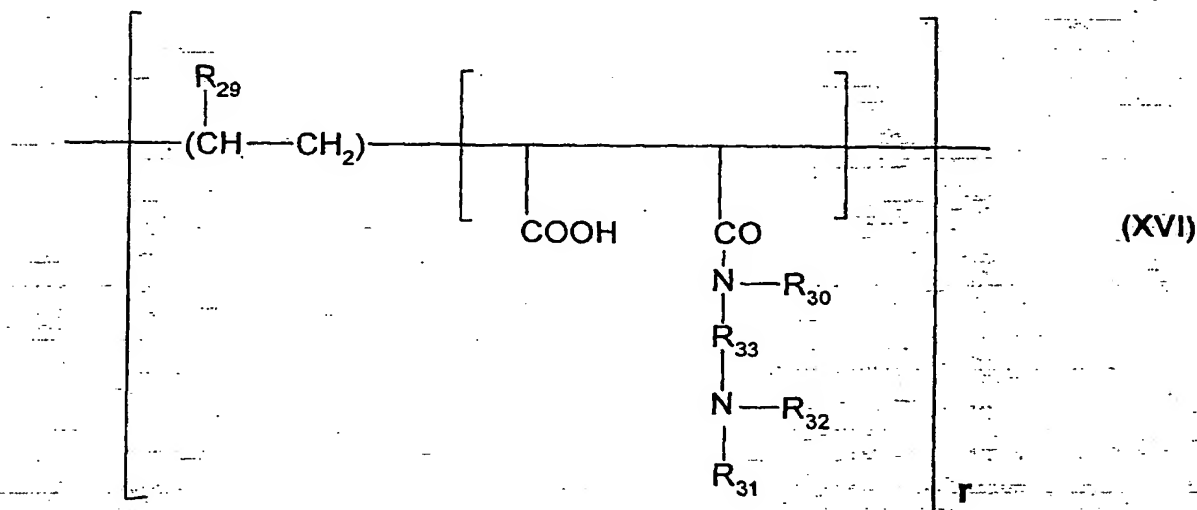 R₂₉
(CH—CH₂)
COOH CO
(XVI)
N—R₃₀
R₃₃
N—R₃₂
R₃₁
r